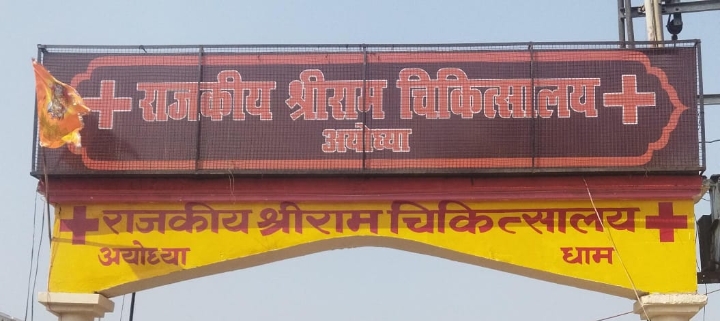 राजकीय श्रीराम चिकित्सालय
अयोध्या
राजकीय श्रीराम चिकित्सालय
अयोध्या धाम